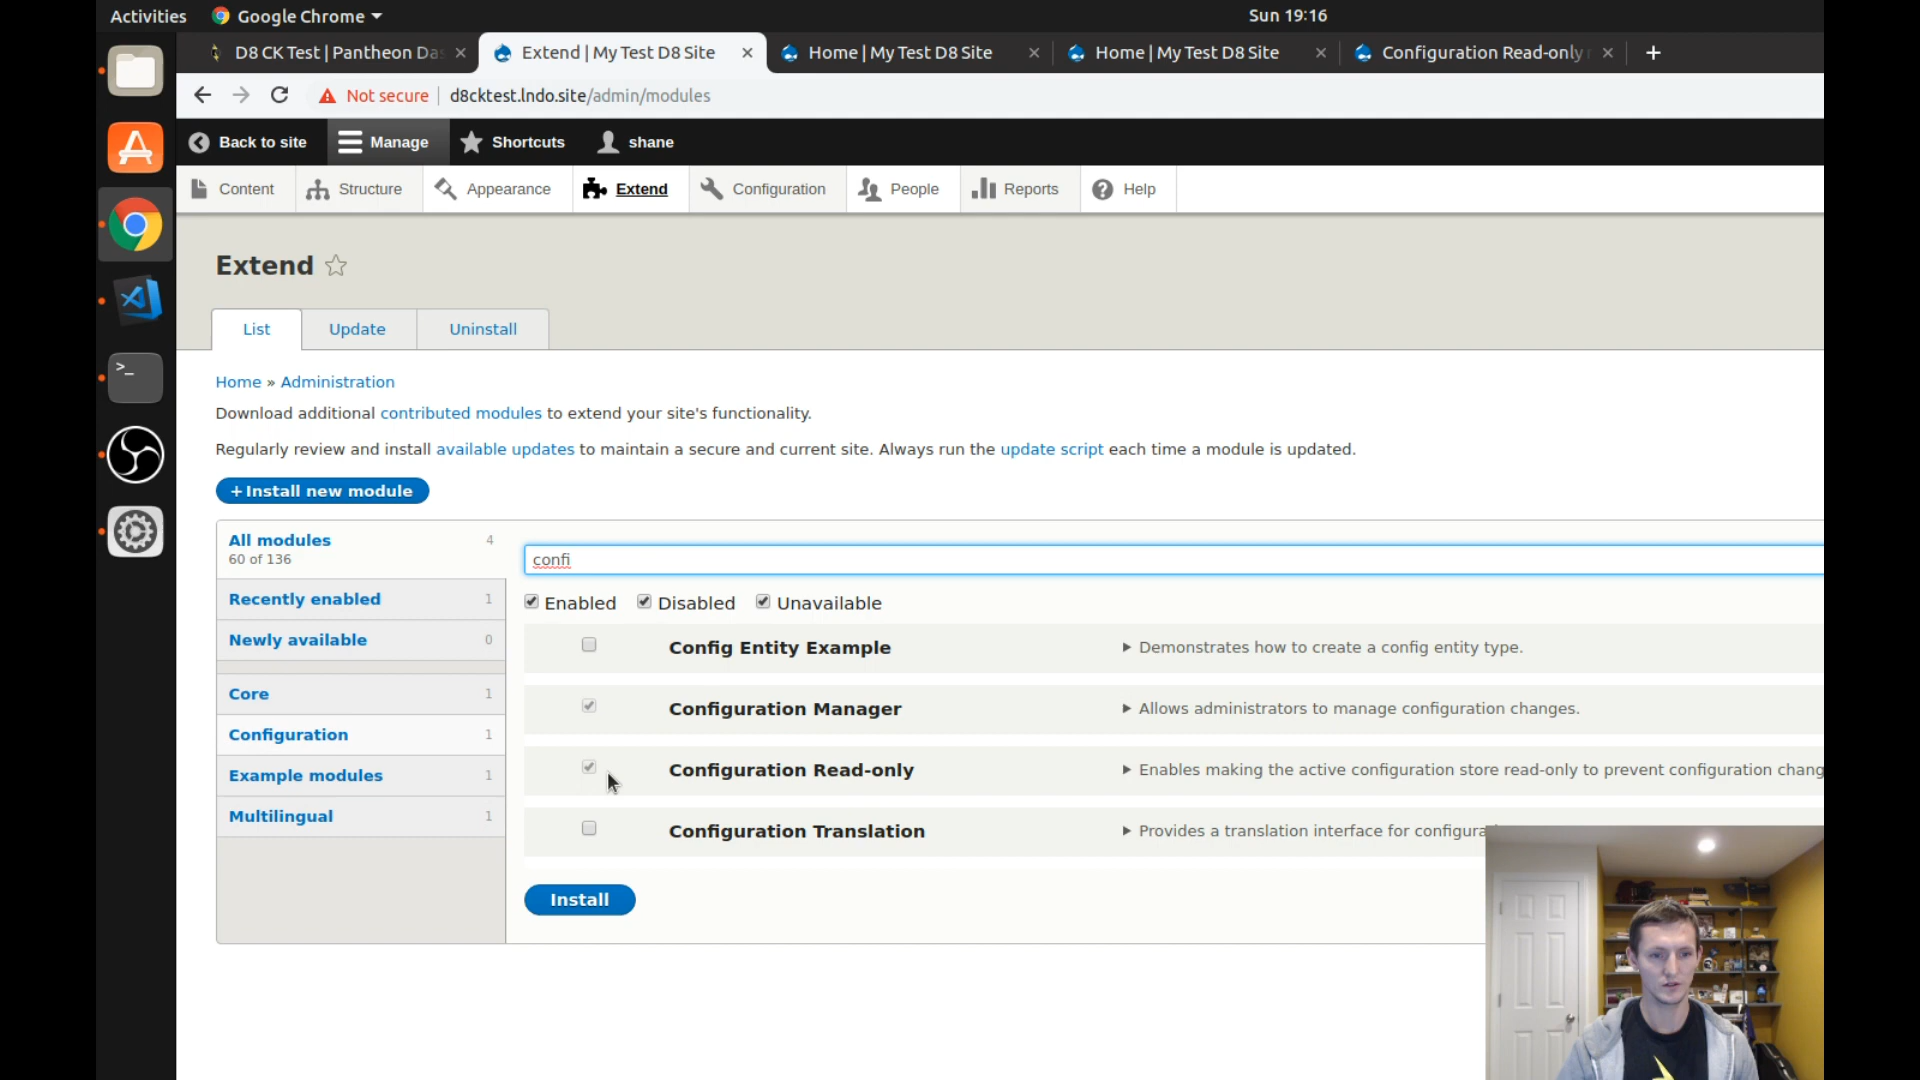 Activities
Google Chrome
Sun 19:16
D8 CK Test | Pantheon Da
Extend | My Test D8 Site
Home | My Test D8 Site
Home | My Test D8 Site
Configuration Read-only
Not secure
d8cktest.lndo.site/admin/modules
Back to site
Manage
Shortcuts
shane
Content
Structure
Appearance
Extend
Configuration
People
Reports
Help
Extend
List
Update
Uninstall
Home » Administration
Download additional contributed modules to extend your site's functionality.
Regularly review and install available updates to maintain a secure and current site. Always run the update script each time a module is updated.
+Install new module
All modules 4
60 of 136
Recently enabled 1
Newly available 0
Core 1
Configuration 1
Example modules 1
Multilingual 1
confi
Enabled Disabled Unavailable
Config Entity Example
Demonstrates how to create a config entity type.
Configuration Manager
Allows administrators to manage configuration changes.
Configuration Read-only
Enables making the active configuration store read-only to prevent configuration chang
Configuration Translation
Provides a translation interface for configura
Install